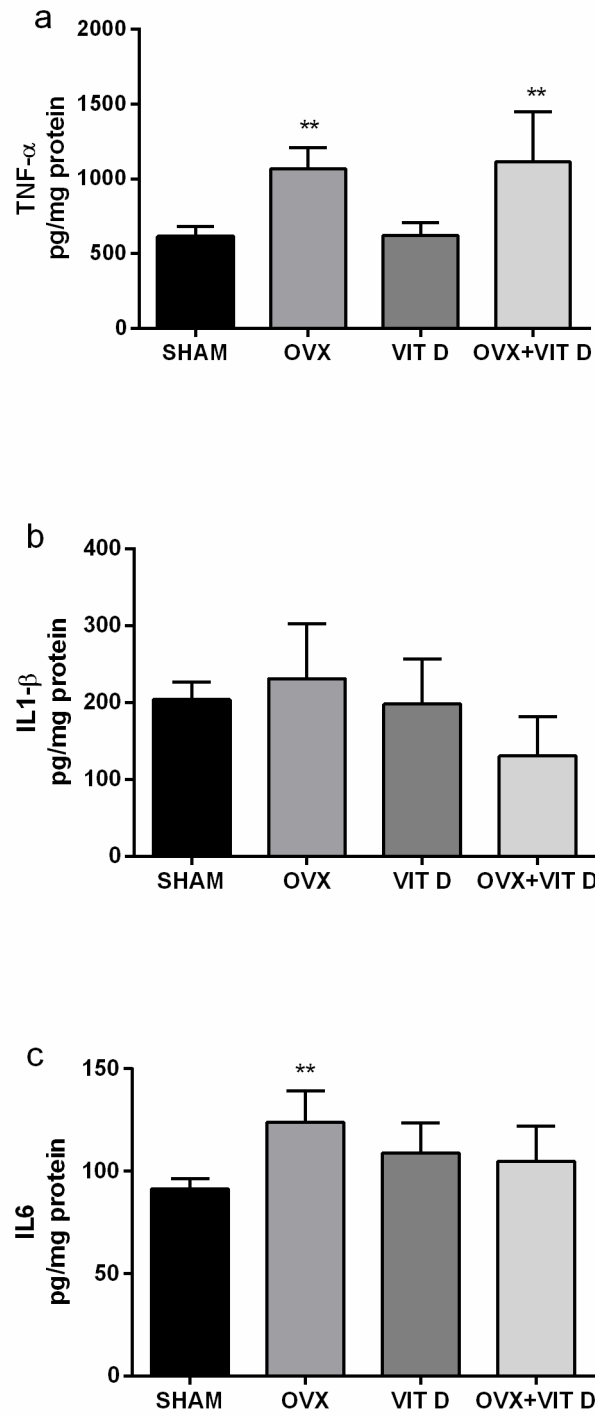 a
TNF-α
pg/mg protein
2000
1500
1000
500
0
**
**
SHAM OVX VIT D OVX+VIT D
b
IL1-β
pg/mg protein
400
300
200
100
0
SHAM OVX VIT D OVX+VIT D
c
IL6
pg/mg protein
150
100
50
0
**
SHAM OVX VIT D OVX+VIT D